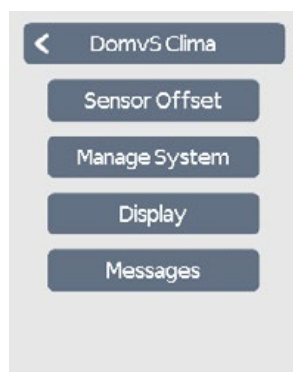 DomvS Clima
Sensor Offset
Manage System
Display
Messages